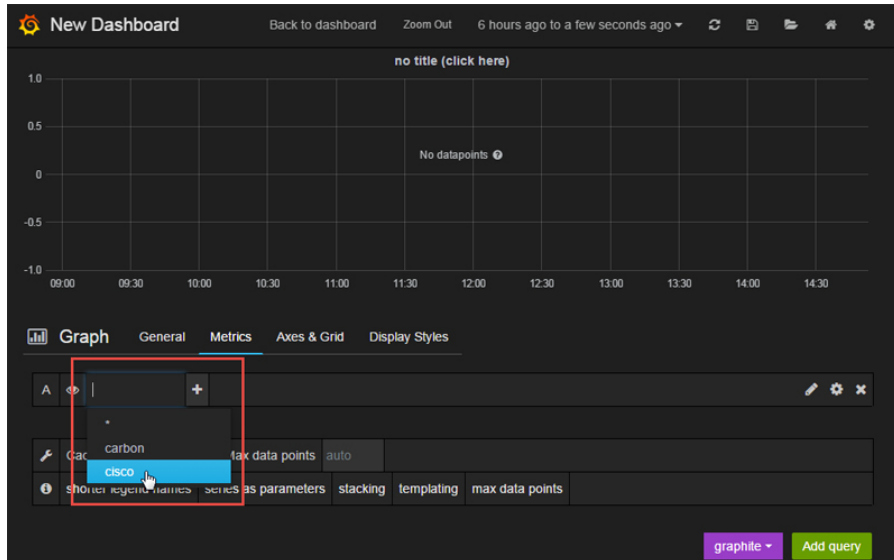 New Dashboard Back to dashboard Zoom Out 6 hours ago to a few seconds ago
no title (click here)
1.0
0.5
No datapoints
0
-0.5
-1.0
09:00 09:30 10:00 10:30 11:00 11:30 12:00 12:30 13:00 13:30 14:00 14:30
Graph General Metrics Axes & Grid Display Styles
A
*
carbon
Max data points auto
cisco
shorter legend names series as parameters stacking templating max data points
graphite Add query